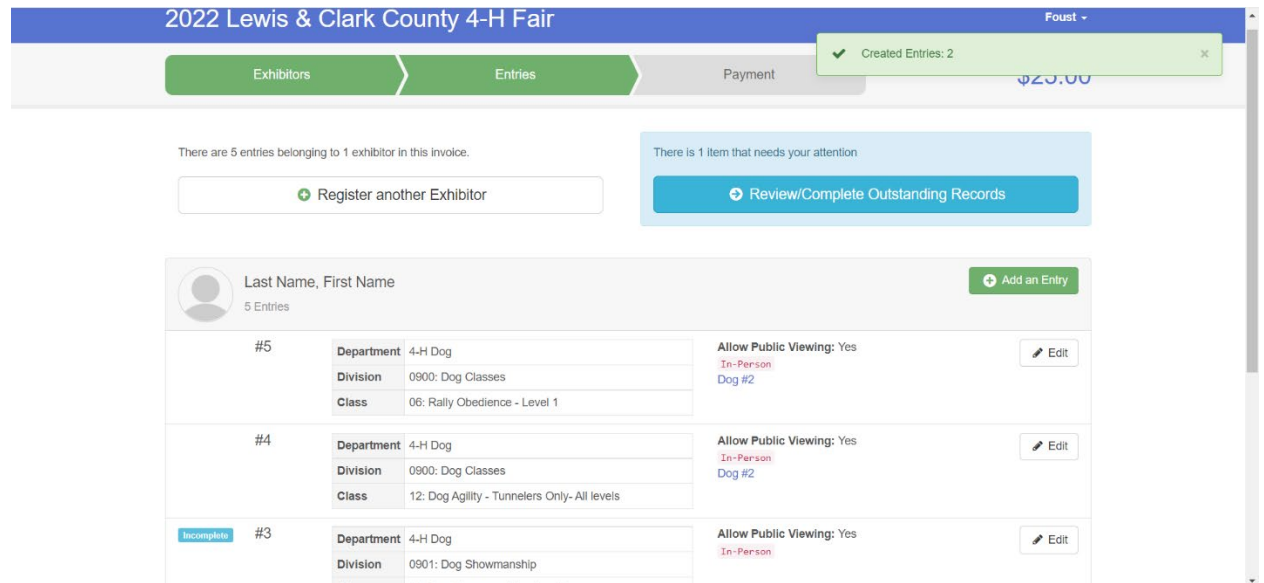 2022 Lewis & Clark County 4-H Fair
Foust
Created Entries: 2
×
Exhibitors
Entries
Payment
$25.00
There are 5 entries belonging to 1 exhibitor in this invoice.
Register another Exhibitor
There is 1 item that needs your attention
Review/Complete Outstanding Records
Last Name, First Name
5 Entries
Add an Entry
#5
Department 4-H Dog
Division 0900: Dog Classes
Class 06: Rally Obedience - Level 1
Allow Public Viewing: Yes
In-Person
Dog #2
Edit
#4
Department 4-H Dog
Division 0900: Dog Classes
Class 12: Dog Agility - Tunnelers Only- All levels
Allow Public Viewing: Yes
In-Person
Dog #2
Edit
Incomplete
#3
Department 4-H Dog
Division 0901: Dog Showmanship
Allow Public Viewing: Yes
In-Person
Edit